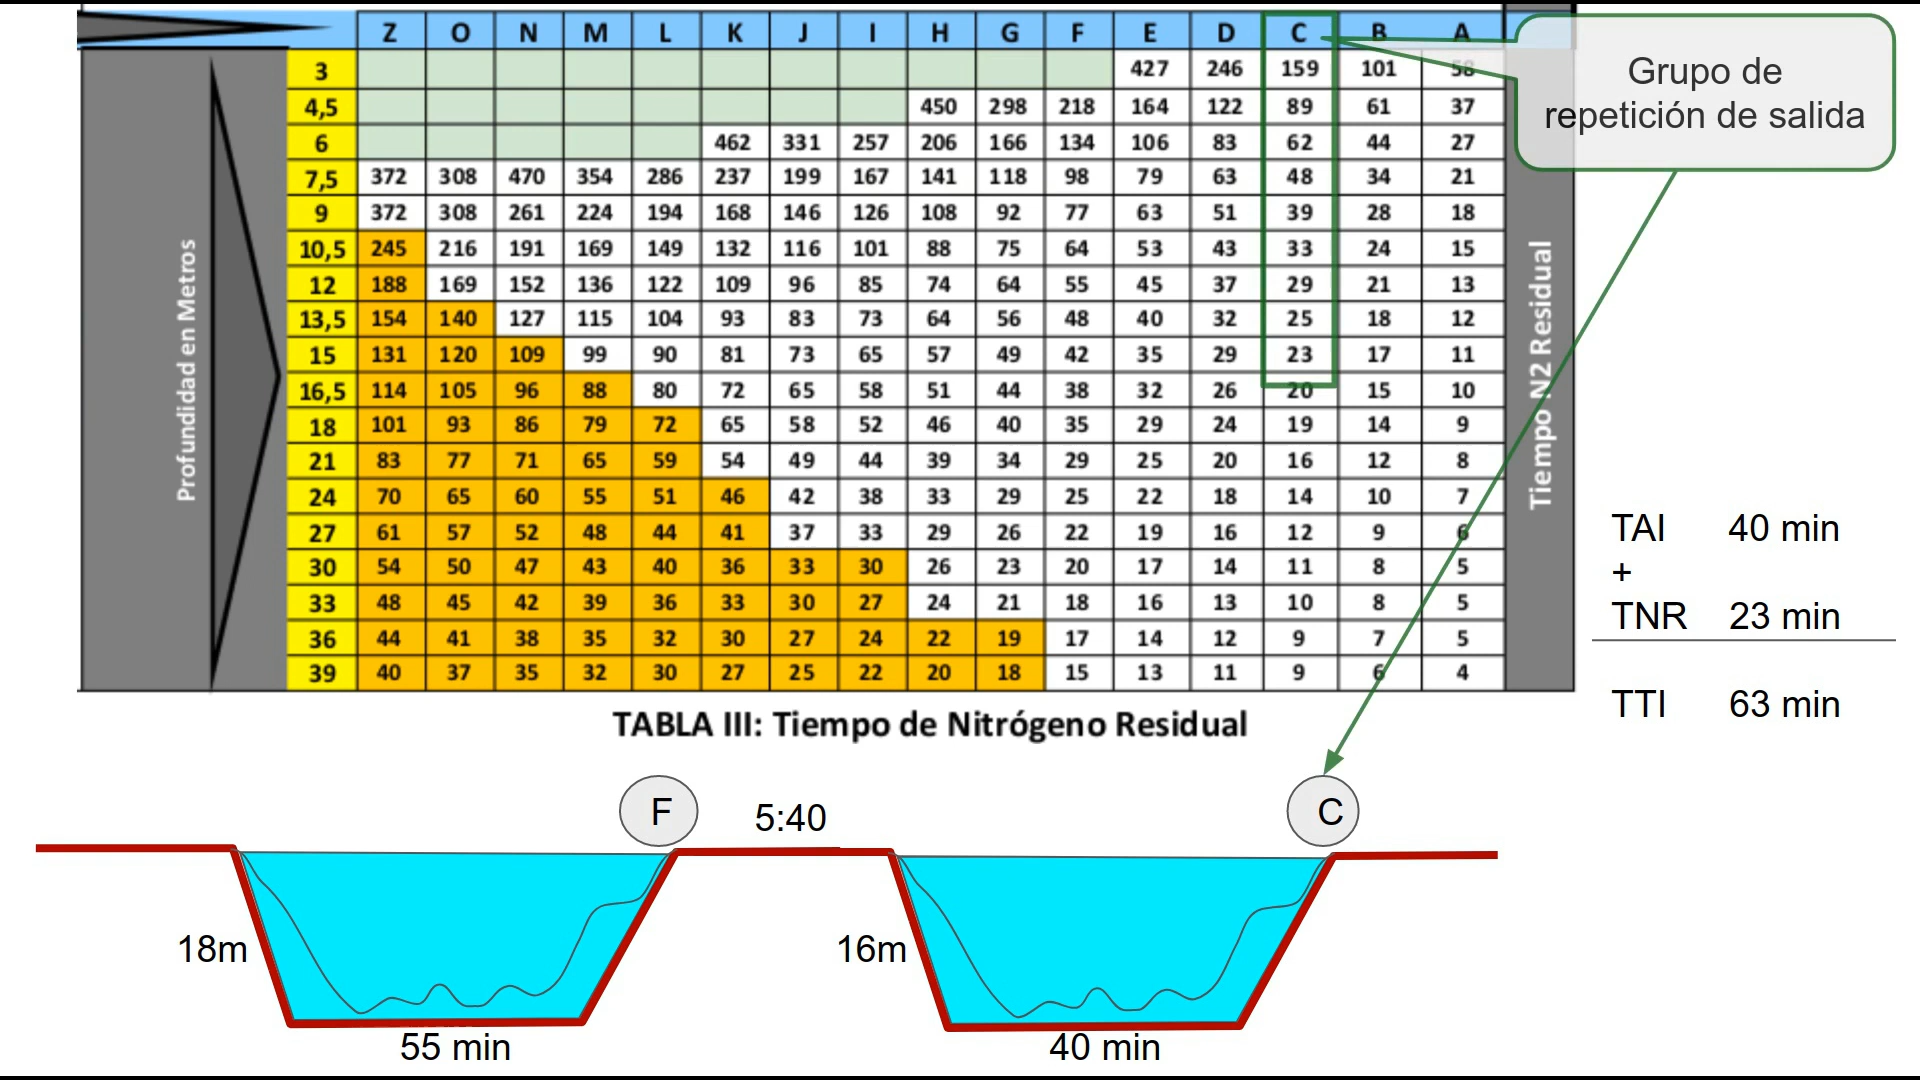 Z O N M L K J I H G F E D C B A
3 427 246 159 101 58
4,5 450 298 218 164 122 89 61 37
6 462 331 257 206 166 134 106 83 62 44 27
7,5 372 308 470 354 286 237 199 167 141 118 98 79 63 48 34 21
9 372 308 261 224 194 168 146 126 108 92 77 63 51 39 28 18
10,5 245 216 191 169 149 132 116 101 88 75 64 53 43 33 24 15
12 188 169 152 136 122 109 96 85 74 64 55 45 37 29 21 13
13,5 154 140 127 115 104 93 83 73 64 56 48 40 32 25 18 12
15 131 120 109 99 90 81 73 65 57 49 42 35 29 23 17 11
16,5 114 105 96 88 80 72 65 58 51 44 38 32 26 20 15 10
18 101 93 86 79 72 65 58 52 46 40 35 29 24 19 14 9
21 83 77 71 65 59 54 49 44 39 34 29 25 20 16 12 8
24 70 65 60 55 51 46 42 38 33 29 25 22 18 14 10 7
27 61 57 52 48 44 41 37 33 29 26 22 19 16 12 9 6
30 54 50 47 43 40 36 33 30 26 23 20 17 14 11 8 5
33 48 45 42 39 36 33 30 27 24 21 18 16 13 10 8 5
36 44 41 38 35 32 30 27 24 22 19 17 14 12 9 7 5
39 40 37 35 32 30 27 25 22 20 18 15 13 11 9 6 4
Profundidad en Metros
Tiempo N2 Residual
Grupo de
repetición de salida
TAI 40 min
+
TNR 23 min
TTI 63 min
TABLA III: Tiempo de Nitrógeno Residual
F 5:40 C
18m 16m
55 min 40 min